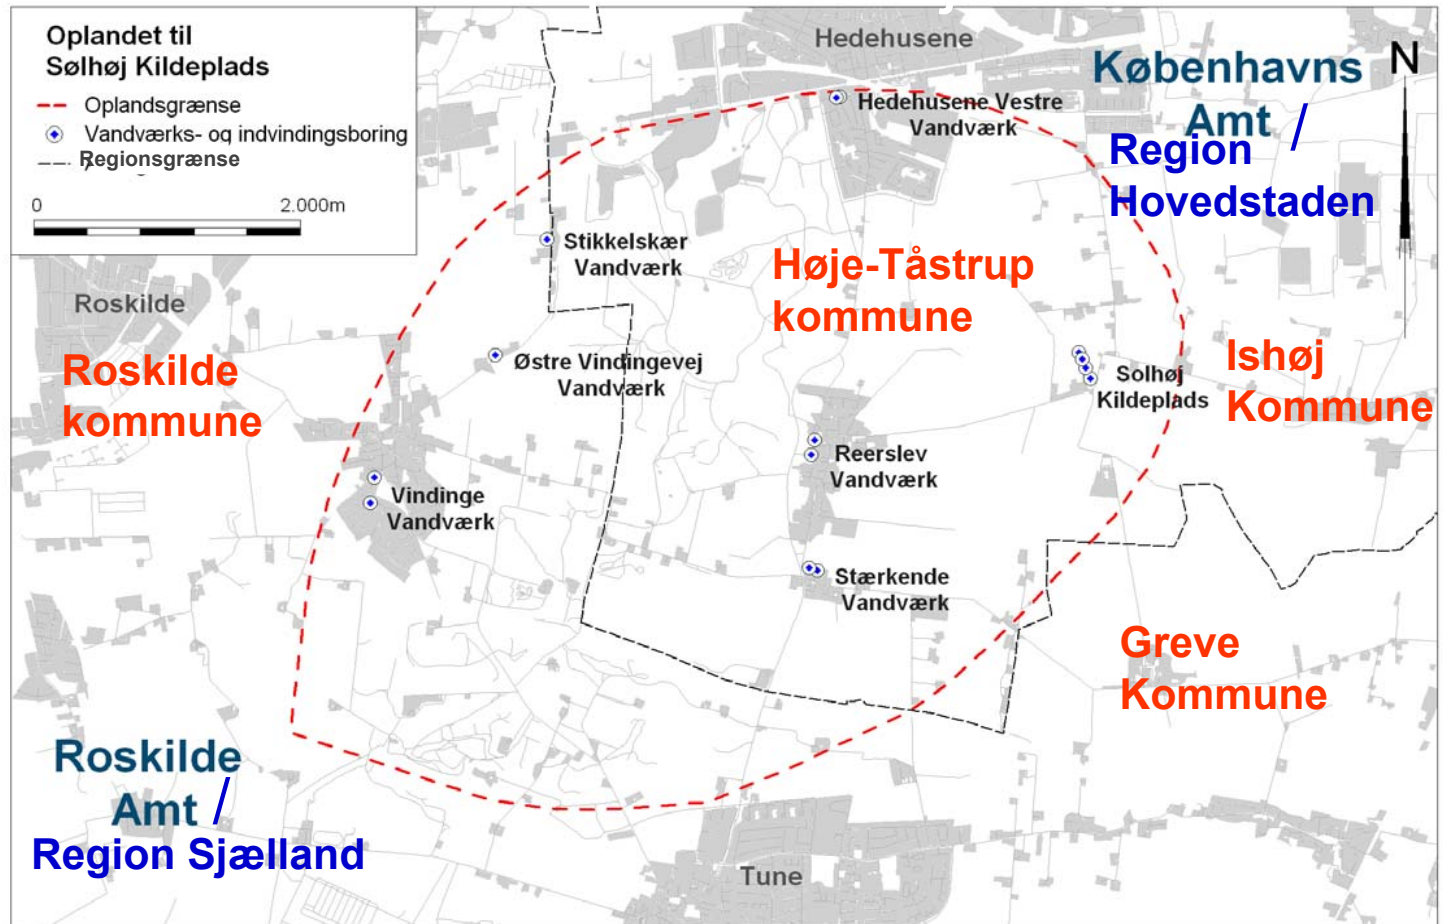 Oplandet til
Sølhøj Kildeplads
Oplandsgrænse
Vandværks- og indvindingsboring
Regionsgrænse
0 2.000m
Hedehusene
Københavns
Amt /
Region
Hovedstaden
N
Hedehusene Vestre
Vandværk
Stikkelskær
Vandværk
Høje-Tåstrup
kommune
Roskilde
Roskilde
kommune
Østre Vindingevej
Vandværk
Ishøj
Kommune
Solhøj
Kildeplads
Reerslev
Vandværk
Vindinge
Vandværk
Stærkende
Vandværk
Greve
Kommune
Roskilde
Amt /
Region Sjælland
Tune